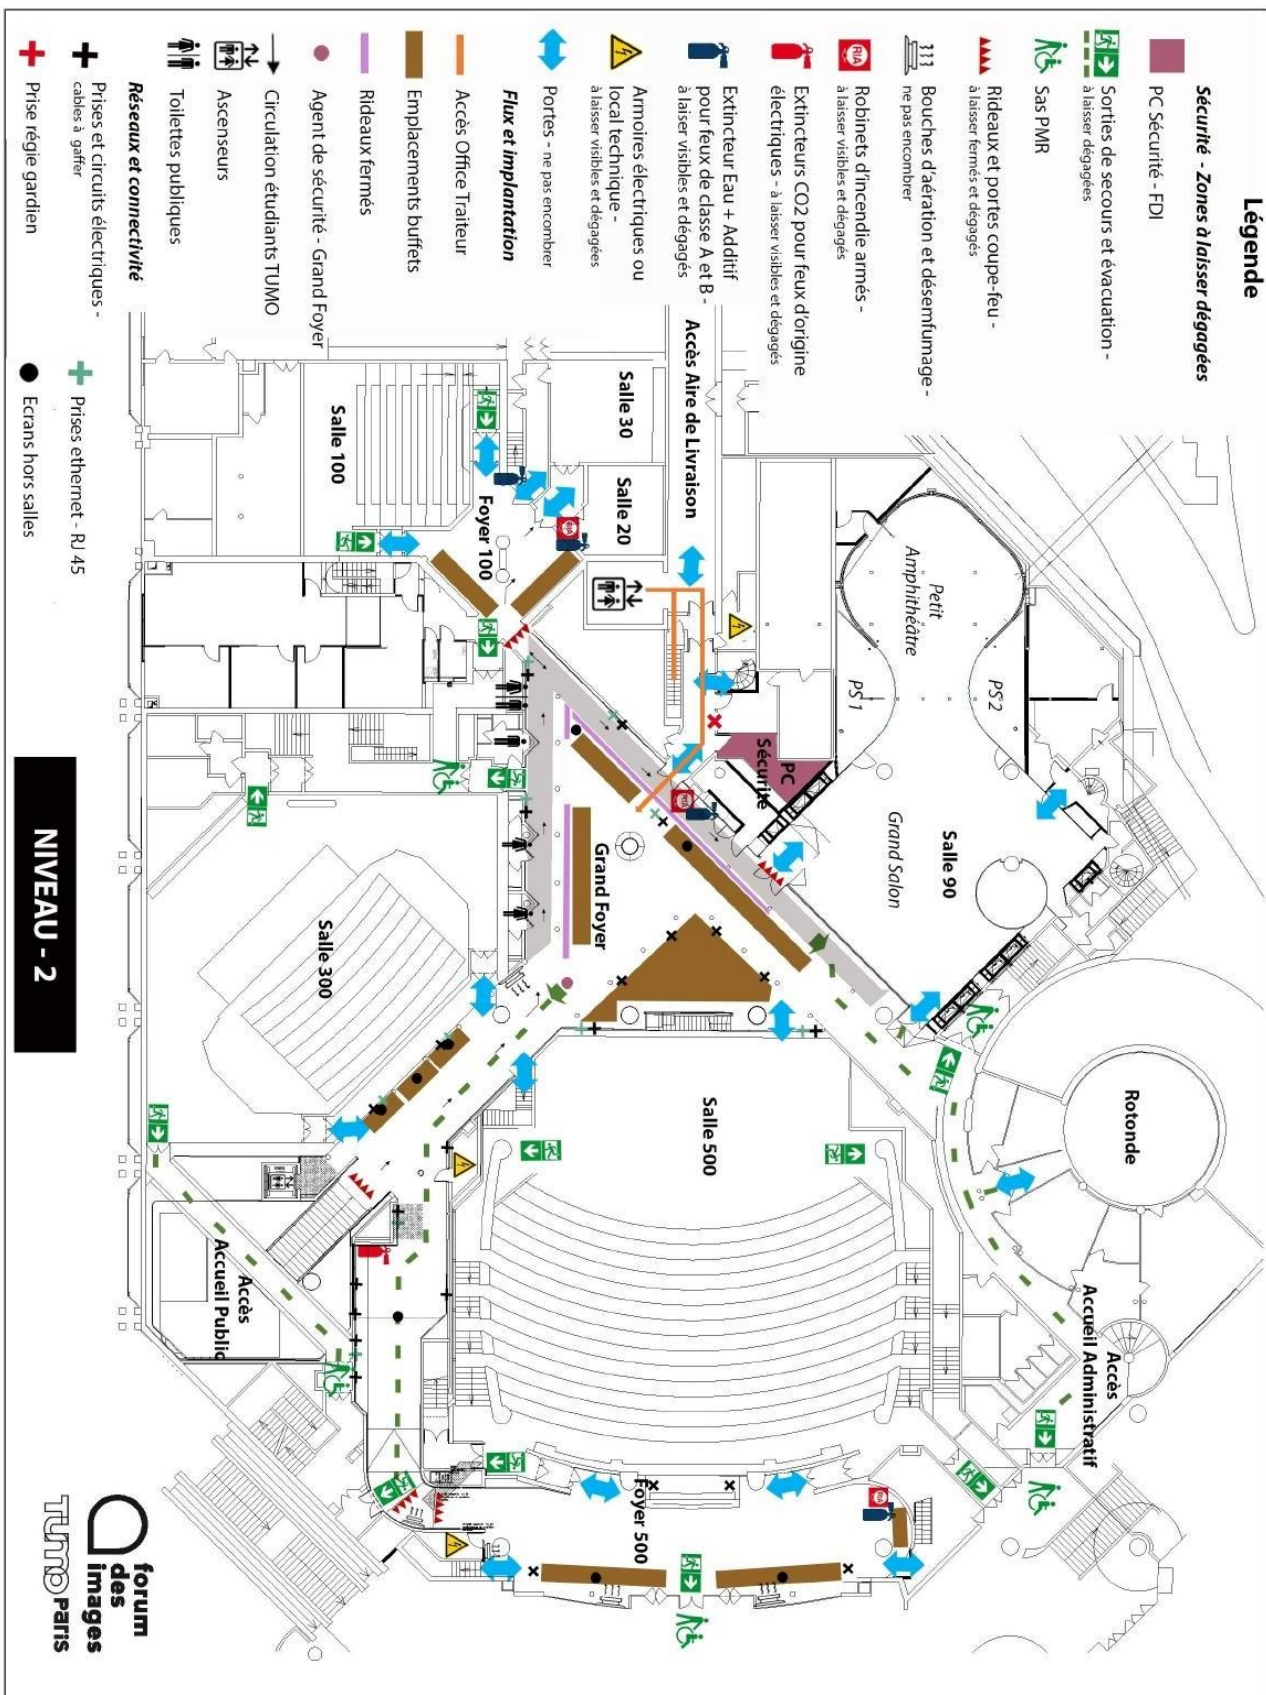 Légende
Sécurité - Zones à laisser dégagées
PC Sécurité - FDI
Sorties de secours et évacuation -
à laisser dégagées
Sas PMR
Rideaux et portes coupe-feu -
à laisser fermés et dégagés
Bouches d'aération et désemfumage -
ne pas encombrer
Robinets d'incendie armés -
à laisser visibles et dégagés
Extincteurs CO2 pour feux d'origine
électriques - à laisser visibles et dégagés
Extincteur Eau + Additif
pour feux de classe A et B -
à laiser visibles et dégagés
Armoires électriques ou
local technique -
à laisser visibles et dégagées
Portes - ne pas encombrer
Flux et implantation
Accès Office Traiteur
Emplacements buffets
Rideaux fermés
Agent de sécurité - Grand Foyer
Circulation étudiants TUMO
Ascenseurs
Toilettes publiques
Réseaux et connectivité
Prises et circuits électriques -
cables à gaffer
Prises ethernet - RJ 45
Prise régie gardien
Ecrans hors salles
Petit
Amphithéâtre
PS 2
PS 1
Salle 90
Grand Salon
PC
Sécurité
Rotonde
Accès
Accueil Administratif
Accès Aire de Livraison
Salle 30
Salle 20
Foyer 100
Salle 100
RIA
Grand Foyer
RIA
Salle 500
Salle 300
Foyer 500
RIA
Accès
Accueil Public
NIVEAU - 2
forum
des
images
TUMO PARIS